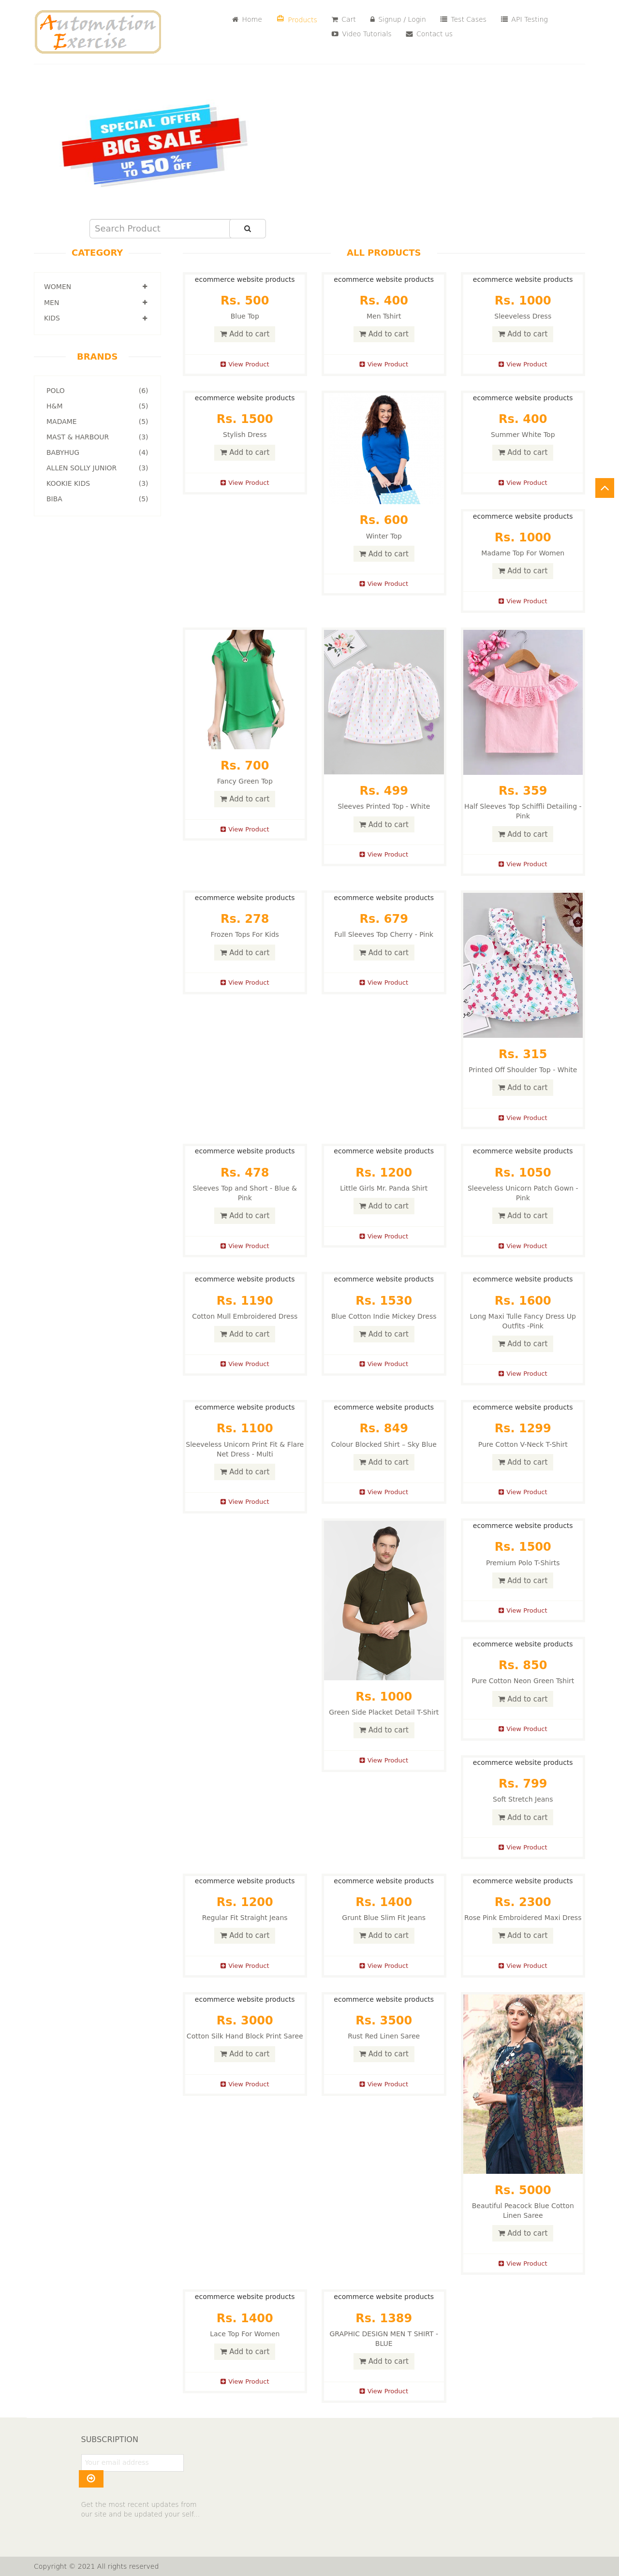 Automation
Exercise
Home
Products
Cart
Signup / Login
Test Cases
API Testing
Video Tutorials
Contact us
SPECIAL OFFER
BIG SALE
UP TO 50% OFF
Search Product
CATEGORY
WOMEN
MEN
KIDS
BRANDS
POLO (6)
H&M (5)
MADAME (5)
MAST & HARBOUR (3)
BABYHUG (4)
ALLEN SOLLY JUNIOR (3)
KOOKIE KIDS (3)
BIBA (5)
ALL PRODUCTS
ecommerce website products
Rs. 500
Blue Top
Add to cart
View Product
ecommerce website products
Rs. 400
Men Tshirt
Add to cart
View Product
ecommerce website products
Rs. 1000
Sleeveless Dress
Add to cart
View Product
ecommerce website products
Rs. 1500
Stylish Dress
Add to cart
View Product
Rs. 600
Winter Top
Add to cart
View Product
ecommerce website products
Rs. 400
Summer White Top
Add to cart
View Product
ecommerce website products
Rs. 1000
Madame Top For Women
Add to cart
View Product
Rs. 700
Fancy Green Top
Add to cart
View Product
Rs. 499
Sleeves Printed Top - White
Add to cart
View Product
Rs. 359
Half Sleeves Top Schiffli Detailing -
Pink
Add to cart
View Product
ecommerce website products
Rs. 278
Frozen Tops For Kids
Add to cart
View Product
ecommerce website products
Rs. 679
Full Sleeves Top Cherry - Pink
Add to cart
View Product
Rs. 315
Printed Off Shoulder Top - White
Add to cart
View Product
ecommerce website products
Rs. 478
Sleeves Top and Short - Blue &
Pink
Add to cart
View Product
ecommerce website products
Rs. 1200
Little Girls Mr. Panda Shirt
Add to cart
View Product
ecommerce website products
Rs. 1050
Sleeveless Unicorn Patch Gown -
Pink
Add to cart
View Product
ecommerce website products
Rs. 1190
Cotton Mull Embroidered Dress
Add to cart
View Product
ecommerce website products
Rs. 1530
Blue Cotton Indie Mickey Dress
Add to cart
View Product
ecommerce website products
Rs. 1600
Long Maxi Tulle Fancy Dress Up
Outfits -Pink
Add to cart
View Product
ecommerce website products
Rs. 1100
Sleeveless Unicorn Print Fit & Flare
Net Dress - Multi
Add to cart
View Product
ecommerce website products
Rs. 849
Colour Blocked Shirt – Sky Blue
Add to cart
View Product
ecommerce website products
Rs. 1299
Pure Cotton V-Neck T-Shirt
Add to cart
View Product
Rs. 1000
Green Side Placket Detail T-Shirt
Add to cart
View Product
ecommerce website products
Rs. 1500
Premium Polo T-Shirts
Add to cart
View Product
ecommerce website products
Rs. 850
Pure Cotton Neon Green Tshirt
Add to cart
View Product
ecommerce website products
Rs. 799
Soft Stretch Jeans
Add to cart
View Product
ecommerce website products
Rs. 1200
Regular Fit Straight Jeans
Add to cart
View Product
ecommerce website products
Rs. 1400
Grunt Blue Slim Fit Jeans
Add to cart
View Product
ecommerce website products
Rs. 2300
Rose Pink Embroidered Maxi Dress
Add to cart
View Product
ecommerce website products
Rs. 3000
Cotton Silk Hand Block Print Saree
Add to cart
View Product
ecommerce website products
Rs. 3500
Rust Red Linen Saree
Add to cart
View Product
Rs. 5000
Beautiful Peacock Blue Cotton
Linen Saree
Add to cart
View Product
ecommerce website products
Rs. 1400
Lace Top For Women
Add to cart
View Product
ecommerce website products
Rs. 1389
GRAPHIC DESIGN MEN T SHIRT -
BLUE
Add to cart
View Product
SUBSCRIPTION
Your email address
Get the most recent updates from
our site and be updated your self...
Copyright © 2021 All rights reserved